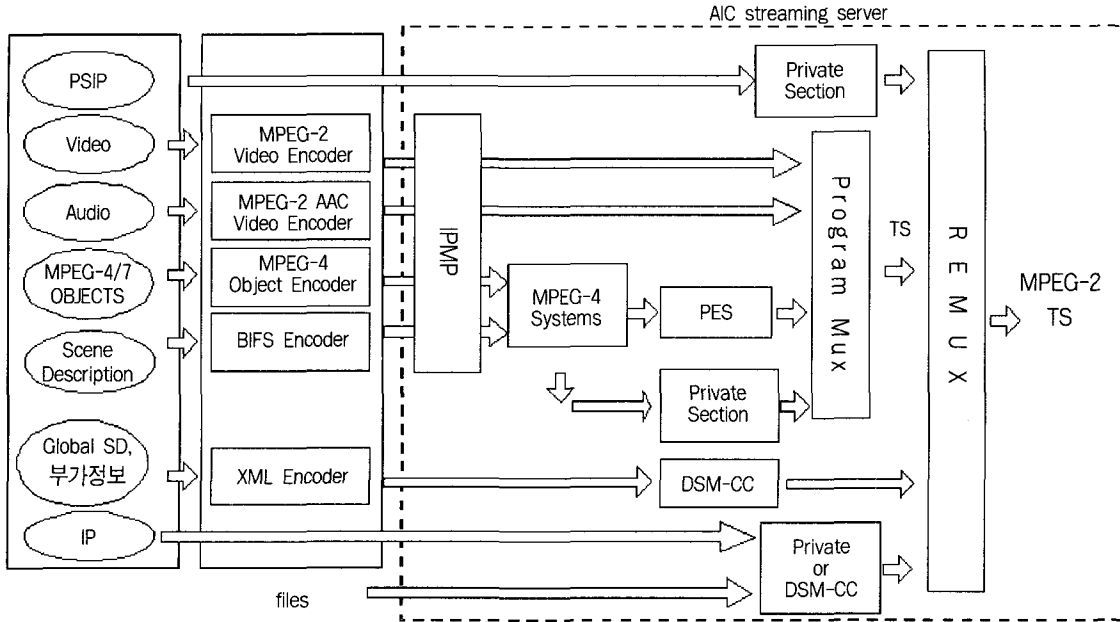 AIC streaming server
PSIP
Private
Section
Video
MPEG-2
Video Encoder
Audio
MPEG-2 AAC
Video Encoder
MPEG-4/7
OBJECTS
MPEG-4
Object Encoder
Scene
Description
BIFS Encoder
IPMP
MPEG-4
Systems
PES
Private
Section
Program Mux
TS
REMUX
MPEG-2
TS
Global SD,
부가정보
XML Encoder
DSM-CC
IP
Private
or
DSM-CC
files